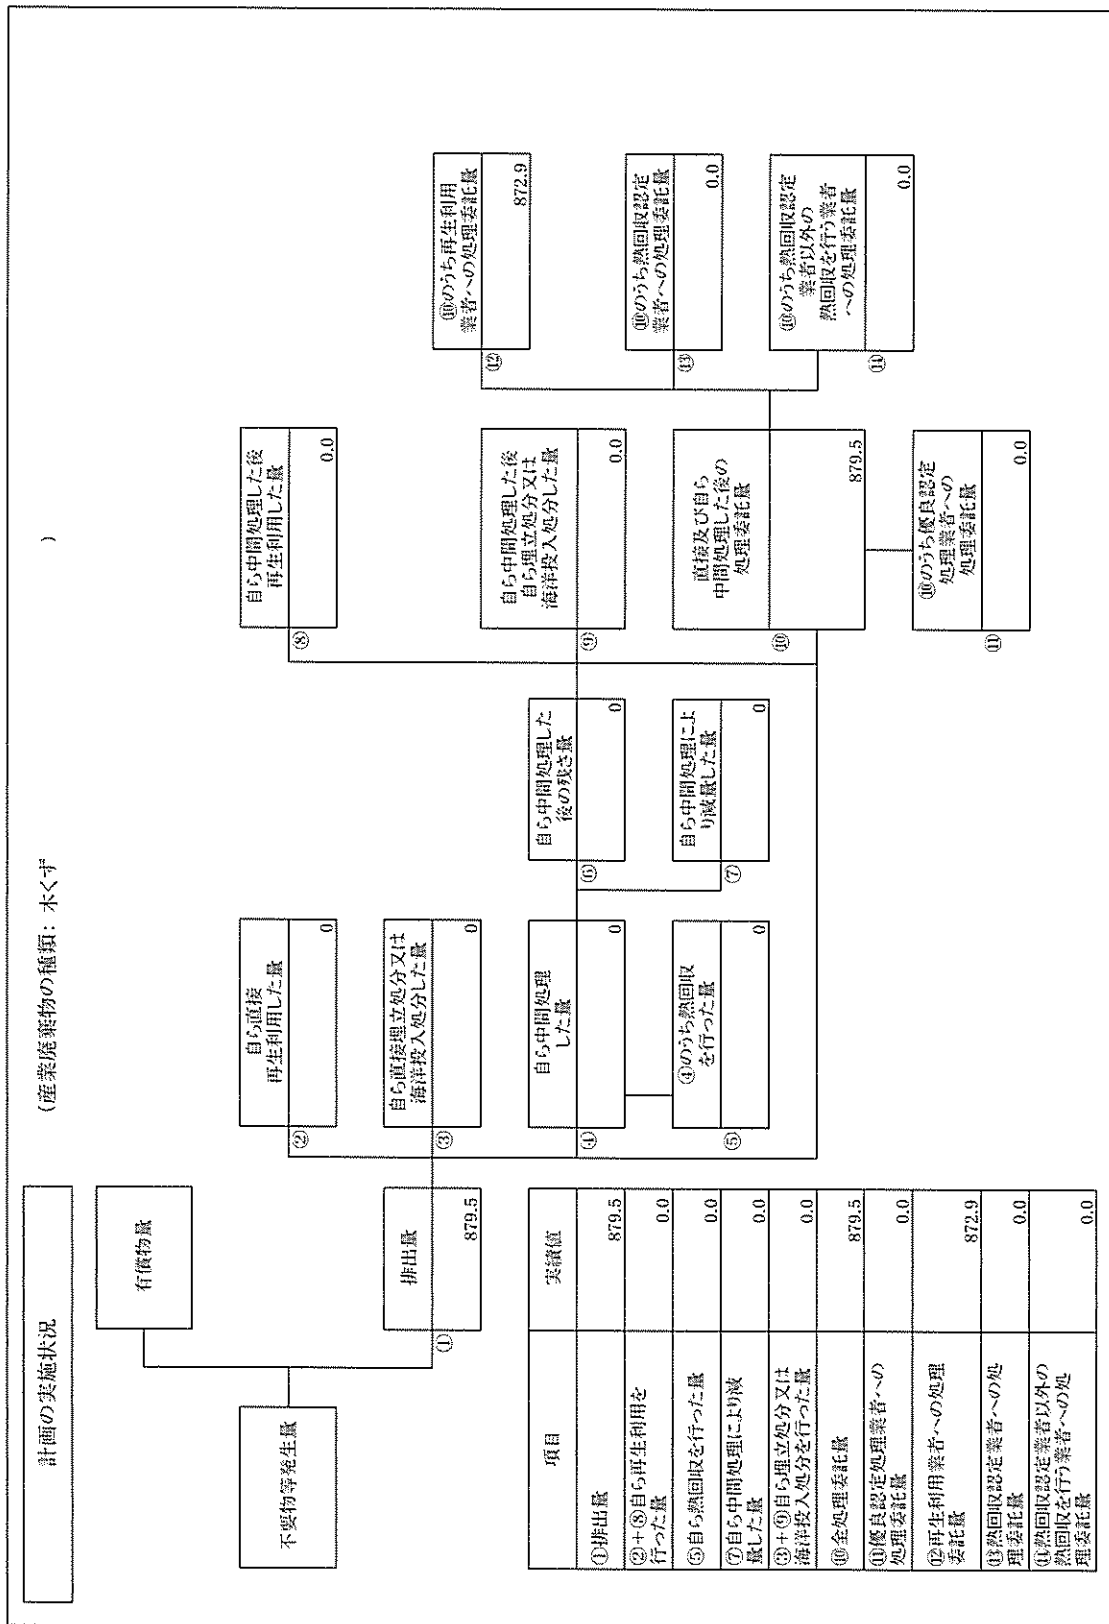 計画の実施状況
(産業廃棄物の種類: 木くず )
不要物等発生量
有償物量
①
排出量
879.5
②
自ら直接
再生利用した量
0
③
自ら直接埋立処分又は
海洋投入処分した量
0
④
自ら中間処理
した量
0
⑤
④のうち熱回収
を行った量
0
⑥
自ら中間処理した
後の残さ量
0
⑦
自ら中間処理によ
り減量した量
0
⑧
自ら中間処理した後
再生利用した量
0.0
⑨
自ら中間処理した後
自ら埋立処分又は
海洋投入処分した量
0.0
⑩
直接及び自ら
中間処理した後の
処理委託量
879.5
⑪
⑩のうち優良認定
処理業者への
処理委託量
0.0
⑫
⑩のうち再生利用
業者への処理委託量
872.9
⑬
⑩のうち熱回収認定
業者への処理委託量
0.0
⑭
⑩のうち熱回収認定
業者以外の
熱回収を行う業者
への処理委託量
0.0
項目 実績値
①排出量 879.5
②+⑧自ら再生利用を
行った量 0.0
⑤自ら熱回収を行った量 0.0
⑦自ら中間処理により減
量した量 0.0
③+⑨自ら埋立処分又は
海洋投入処分を行った量 0.0
⑩全処理委託量 879.5
⑪優良認定処理業者への
処理委託量 0.0
⑫再生利用業者への処理
委託量 872.9
⑬熱回収認定業者への処
理委託量 0.0
⑭熱回収認定業者以外の
熱回収を行う業者への処
理委託量 0.0